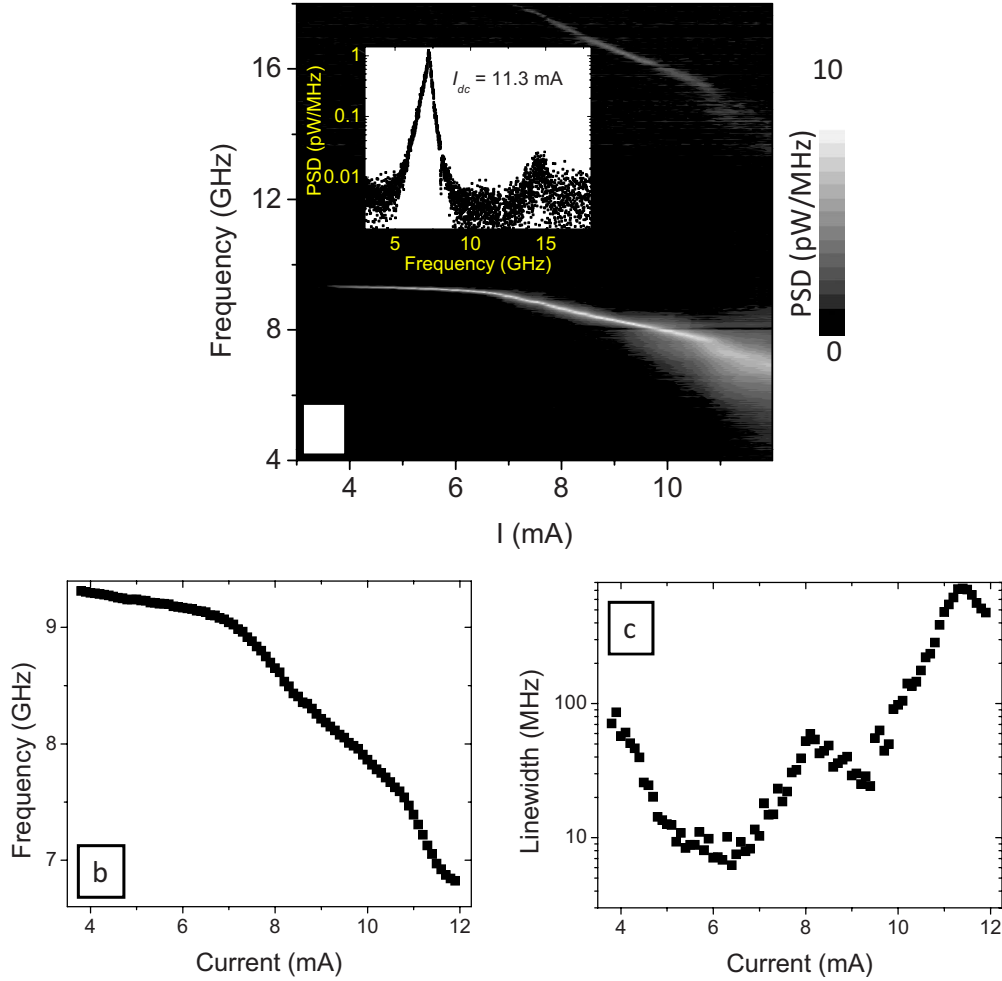 16
12
8
4
Frequency (GHz)
4
6
8
10
I (mA)
1
0.1
0.01
PSD (pW/MHz)
I_dc = 11.3 mA
5
10
15
Frequency (GHz)
10
PSD (pW/MHz)
0
9
8
7
Frequency (GHz)
b
4
6
8
10
12
Current (mA)
c
100
10
Linewidth (MHz)
4
6
8
10
12
Current (mA)